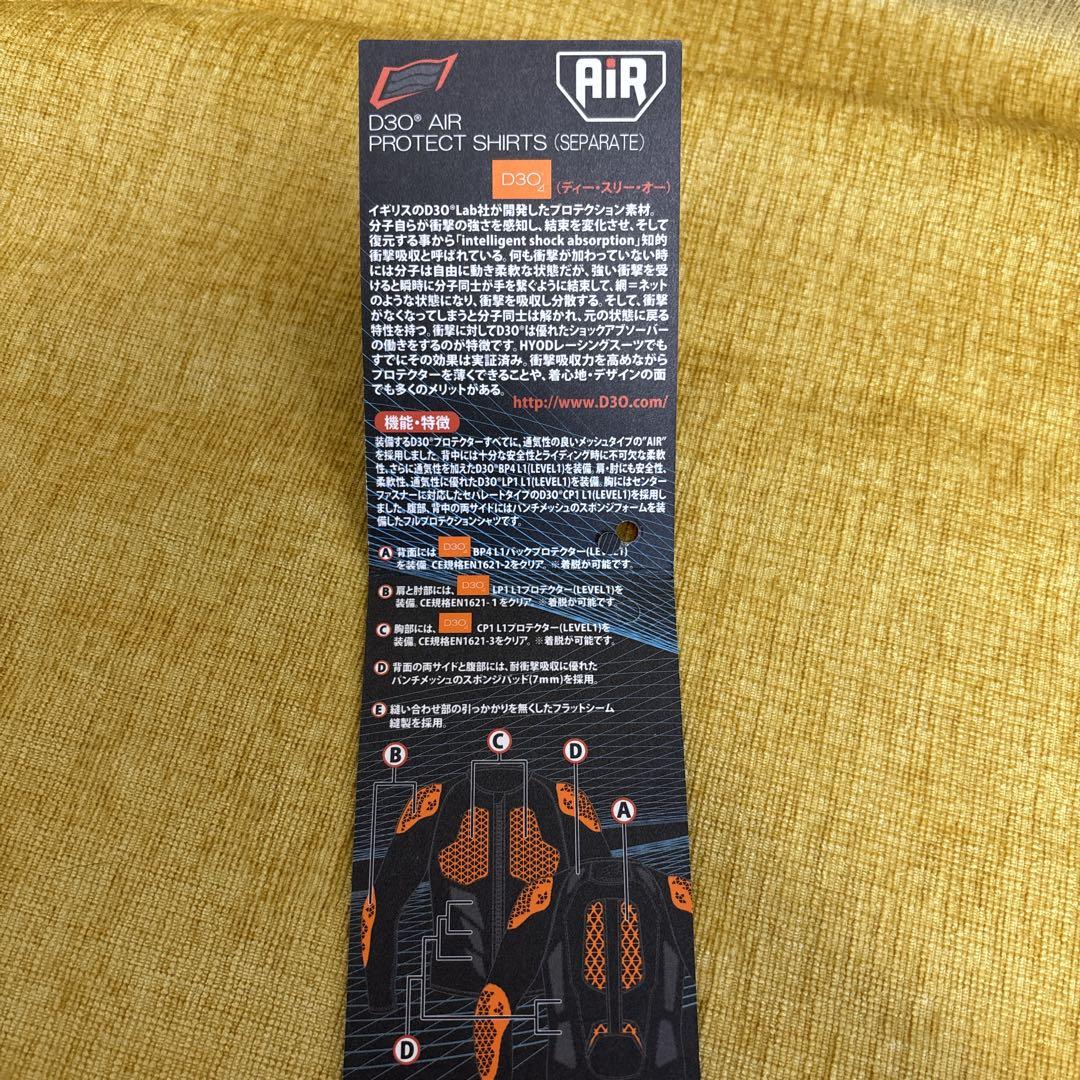 AiR
D3O® AIR
PROTECT SHIRTS (SEPARATE)
D3O
(ディー・スリー・オー)
イギリスのD3O®Lab社が開発したプロテクション素材。
分子自らが衝撃の強さを感知し、結束を変化させ、そして
復元する事から「intelligent shock absorption」知的
衝撃吸収と呼ばれている。何も衝撃が加わっていない時
には分子は自由に動き柔軟な状態だが、強い衝撃を受
けると瞬時に分子同士が手を繋ぐように結束して、網=ネット
のような状態になり、衝撃を吸収し分散する。そして、衝撃
がなくなってしまうと分子同士は解かれ、元の状態に戻る
特性を持つ。衝撃に対してD3O®は優れたショックアブソーバー
の働きをするのが特徴です。HYODレーシングスーツでも
すでにその効果は実証済み。衝撃吸収力を高めながら
プロテクターを薄くできることや、着心地・デザインの面
でも多くのメリットがある。
http://www.D3O.com/
機能・特徴
装備するD3O®プロテクターすべてに、通気性の良いメッシュタイプの"AIR"
を採用しました。背中には十分な安全性とライディング時に不可欠な柔軟
性、さらに通気性を加えたD3O®BP4 L1(LEVEL1)を装備。肩・肘にも安全性、
柔軟性、通気性に優れたD3O®LP1 L1(LEVEL1)を装備。胸にはセンター
ファスナーに対応したセパレートタイプのD3O®CP1 L1(LEVEL1)を採用し
ました。腹部、背中の両サイドにはパンチメッシュのスポンジフォームを装
備したフルプロテクションシャツです。
A 背面には D3O BP4 L1バックプロテクター(LEVEL1)
を装備。CE規格EN1621-2をクリア。※着脱が可能です。
B 肩と肘部には、D3O LP1 L1プロテクター(LEVEL1)を
装備。CE規格EN1621-1をクリア。※着脱が可能です。
C 胸部には、D3O CP1 L1プロテクター(LEVEL1)を
装備。CE規格EN1621-3をクリア。※着脱が可能です。
D 背面の両サイドと腹部には、耐衝撃吸収に優れた
パンチメッシュのスポンジパッド(7mm)を採用。
E 縫い合わせ部の引っかかりを無くしたフラットシーム
縫製を採用。
B
C
D
A
D